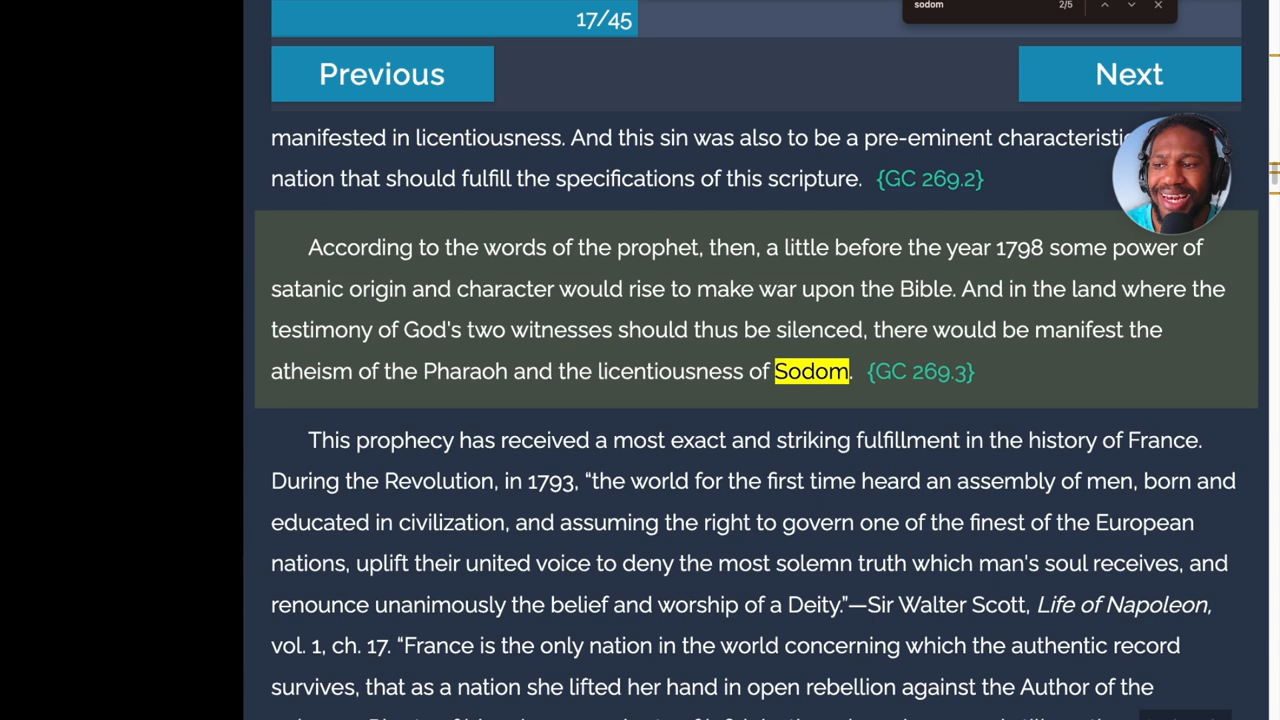 sodom 2/5
17/45
Previous Next
manifested in licentiousness. And this sin was also to be a pre-eminent
nation that should fulfill the specifications of this scripture. {GC 269.2}
According to the words of the prophet, then, a little before the year 1798 some power of
satanic origin and character would rise to make war upon the Bible. And in the land where the
testimony of God's two witnesses should thus be silenced, there would be manifest the
atheism of the Pharaoh and the licentiousness of Sodom. {GC 269.3}
This prophecy has received a most exact and striking fulfillment in the history of France.
During the Revolution, in 1793, “the world for the first time heard an assembly of men, born and
educated in civilization, and assuming the right to govern one of the finest of the European
nations, uplift their united voice to deny the most solemn truth which man's soul receives, and
renounce unanimously the belief and worship of a Deity.”—Sir Walter Scott, Life of Napoleon,
vol. 1, ch. 17. “France is the only nation in the world concerning which the authentic record
survives, that as a nation she lifted her hand in open rebellion against the Author of the